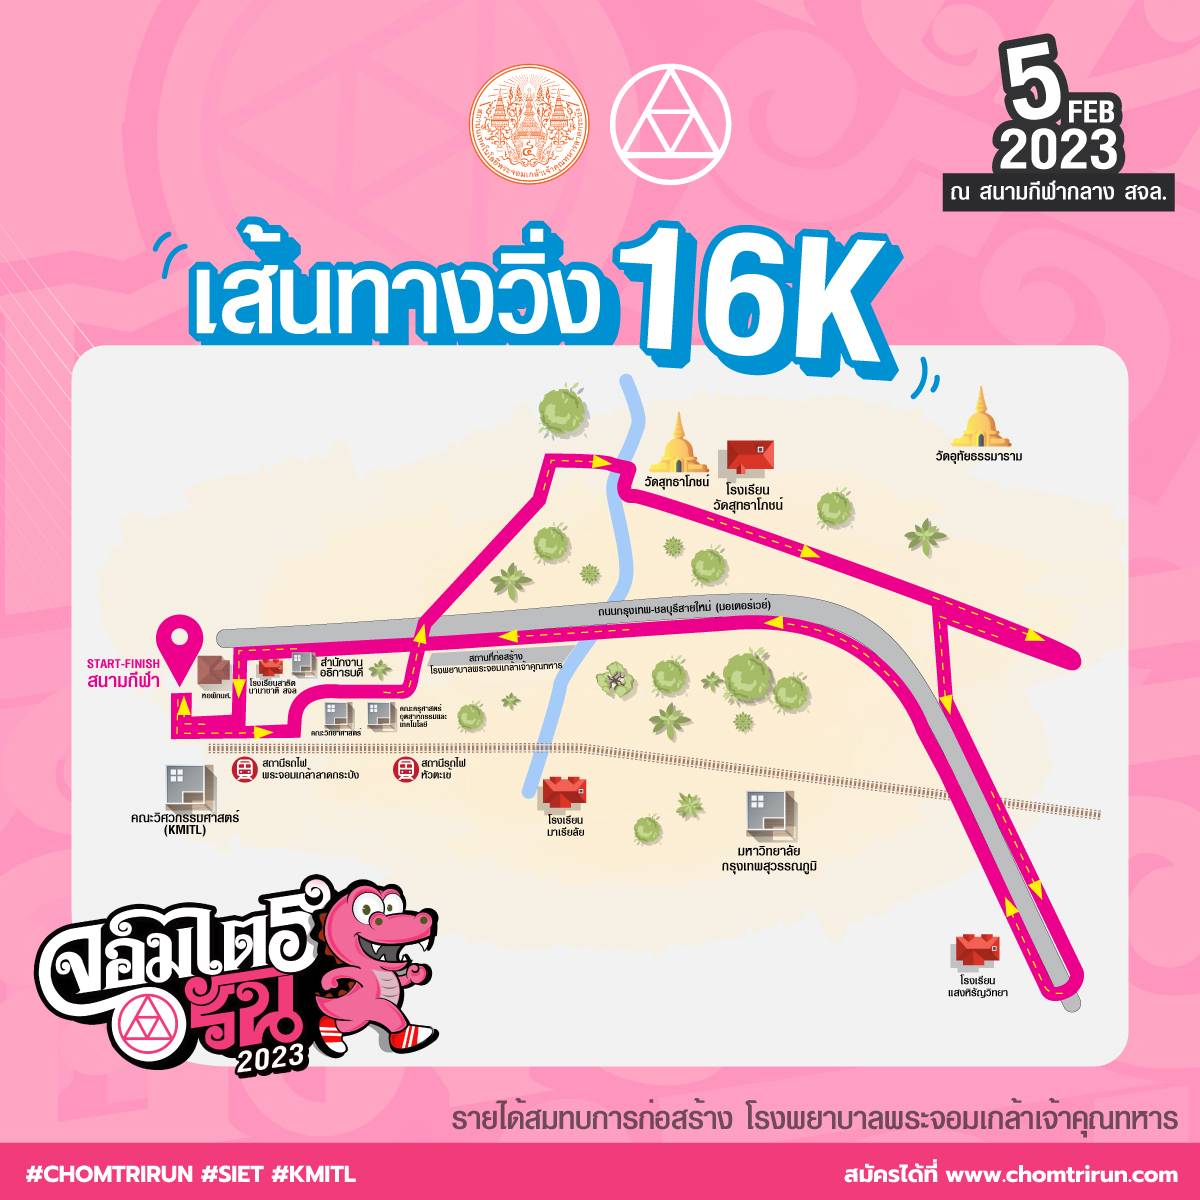 5
FEB
2023
ณ สนามกีฬากลาง สจล.
เส้นทางวิ่ง 16K
วัดอุทัยธรรมาราม
วัดสุทธาโภชน์
โรงเรียน
วัดสุทธาโภชน์
ถนนกรุงเทพ-ชลบุรีสายใหม่ (มอเตอร์เวย์)
START-FINISH
สนามกีฬา
หอพักนศ.
โรงเรียนสาธิต
นานาชาติ สจล
สำนักงาน
อธิการบดี
สถานที่ก่อสร้าง
โรงพยาบาลพระจอมเกล้าเจ้าคุณทหาร
คณะวิทยาศาสตร์
คณะครุศาสตร์
อุตสาหกรรมและ
เทคโนโลยี
สถานีรถไฟ
พระจอมเกล้าลาดกระบัง
สถานีรถไฟ
หัวตะเข้
คณะวิศวกรรมศาสตร์
(KMITL)
โรงเรียน
มาเรียลัย
มหาวิทยาลัย
กรุงเทพสุวรรณภูมิ
โรงเรียน
แสงหิรัญวิทยา
จอมไตรรัน
2023
รายได้สมทบการก่อสร้าง โรงพยาบาลพระจอมเกล้าเจ้าคุณทหาร
#CHOMTRIRUN #SIET #KMITL
สมัครได้ที่ www.chomtrirun.com